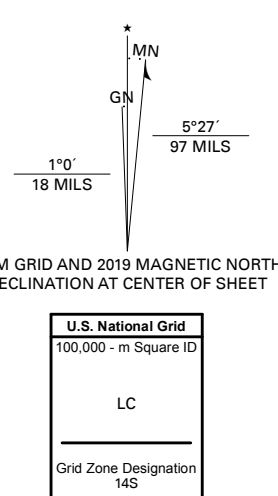 ★
MN
GN
5°27´
97 MILS
1°0´
18 MILS
M GRID AND 2019 MAGNETIC NORTH
ECLINATION AT CENTER OF SHEET
U.S. National Grid
100,000 - m Square ID
LC
Grid Zone Designation
14S